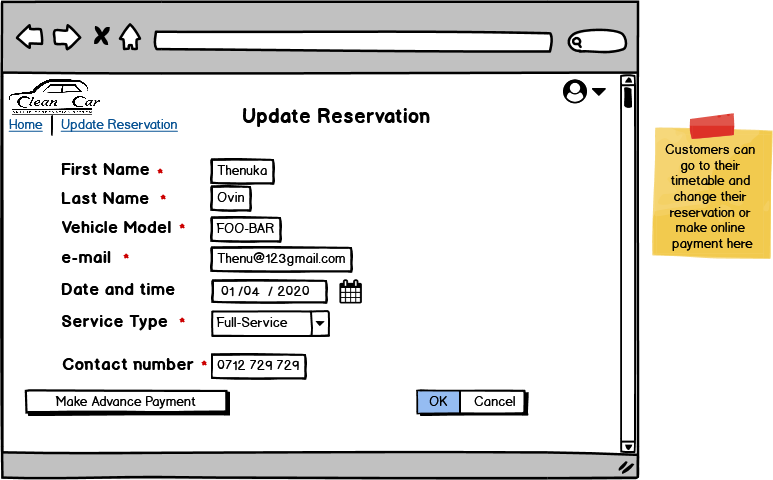 Clean Car
Home | Update Reservation
Update Reservation
First Name * Thenuka
Last Name * Ovin
Vehicle Model * FOO-BAR
e-mail * Thenu@123gmail.com
Date and time 01 /04 / 2020
Service Type * Full-Service
Contact number * 0712 729 729
Make Advance Payment
OK Cancel
Customers can
go to their
timetable and
change their
reservation or
make online
payment here